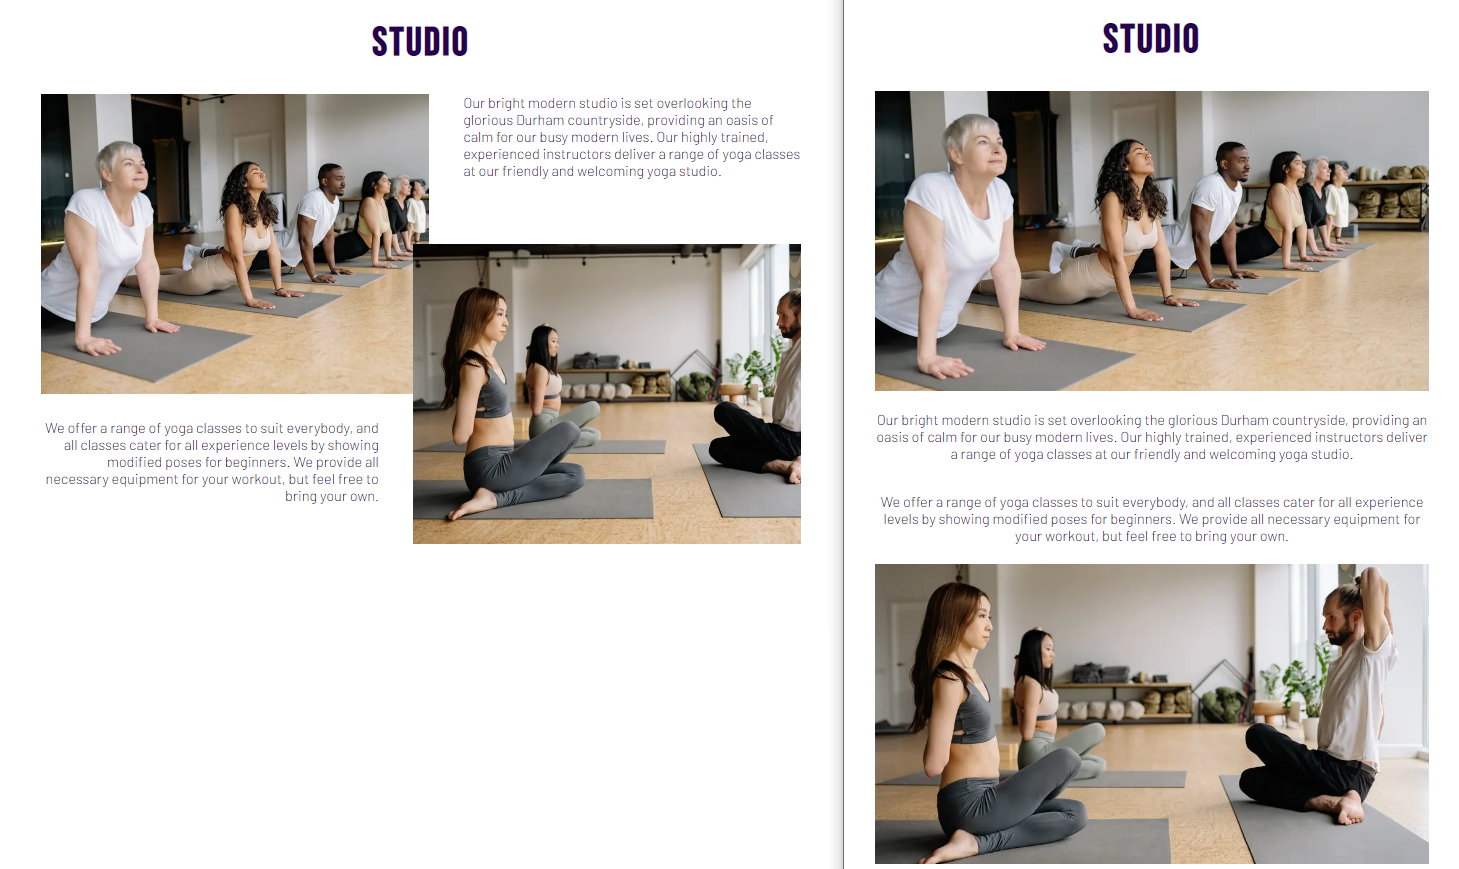 STUDIO
Our bright modern studio is set overlooking the
glorious Durham countryside, providing an oasis of
calm for our busy modern lives. Our highly trained,
experienced instructors deliver a range of yoga classes
at our friendly and welcoming yoga studio.
We offer a range of yoga classes to suit everybody, and
all classes cater for all experience levels by showing
modified poses for beginners. We provide all
necessary equipment for your workout, but feel free to
bring your own.
STUDIO
Our bright modern studio is set overlooking the glorious Durham countryside, providing an
oasis of calm for our busy modern lives. Our highly trained, experienced instructors deliver
a range of yoga classes at our friendly and welcoming yoga studio.
We offer a range of yoga classes to suit everybody, and all classes cater for all experience
levels by showing modified poses for beginners. We provide all necessary equipment for
your workout, but feel free to bring your own.